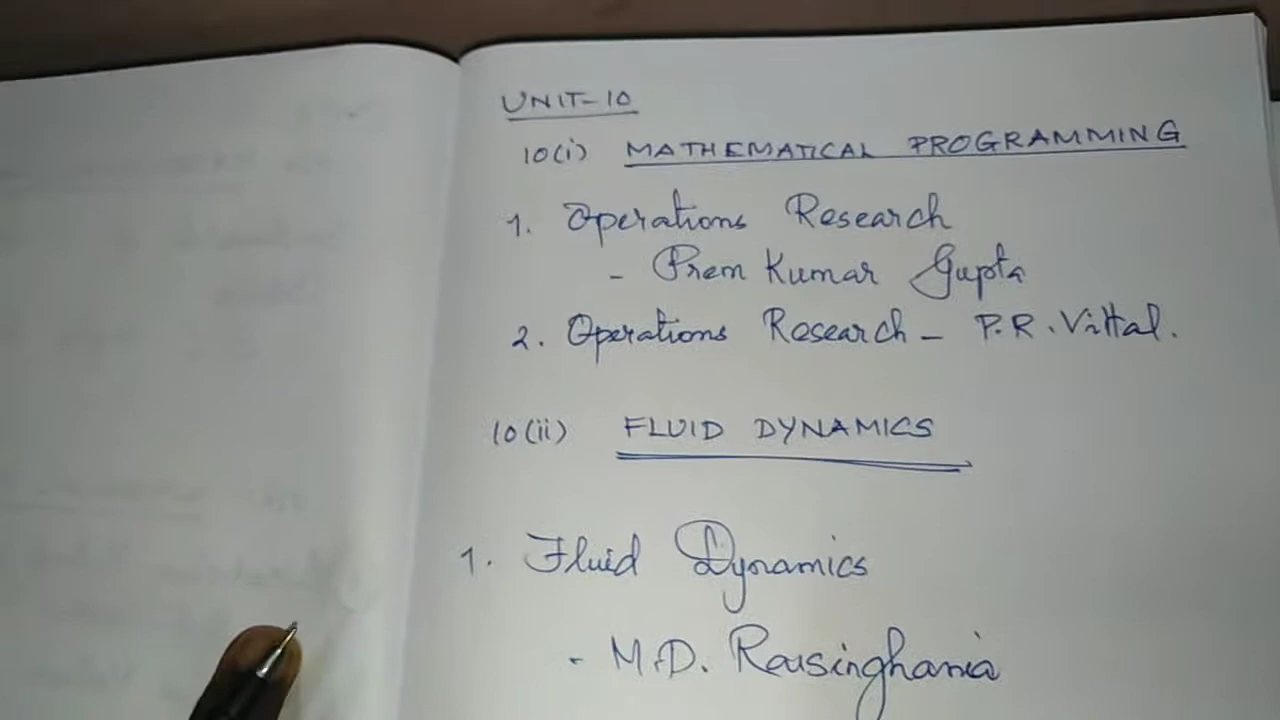 UNIT-10
10(i) MATHEMATICAL PROGRAMMING
1. Operations Research
- Prem Kumar Gupta
2. Operations Research - P.R. Vittal.
10(ii) FLUID DYNAMICS
1. Fluid Dynamics
- M.D. Raisinghania